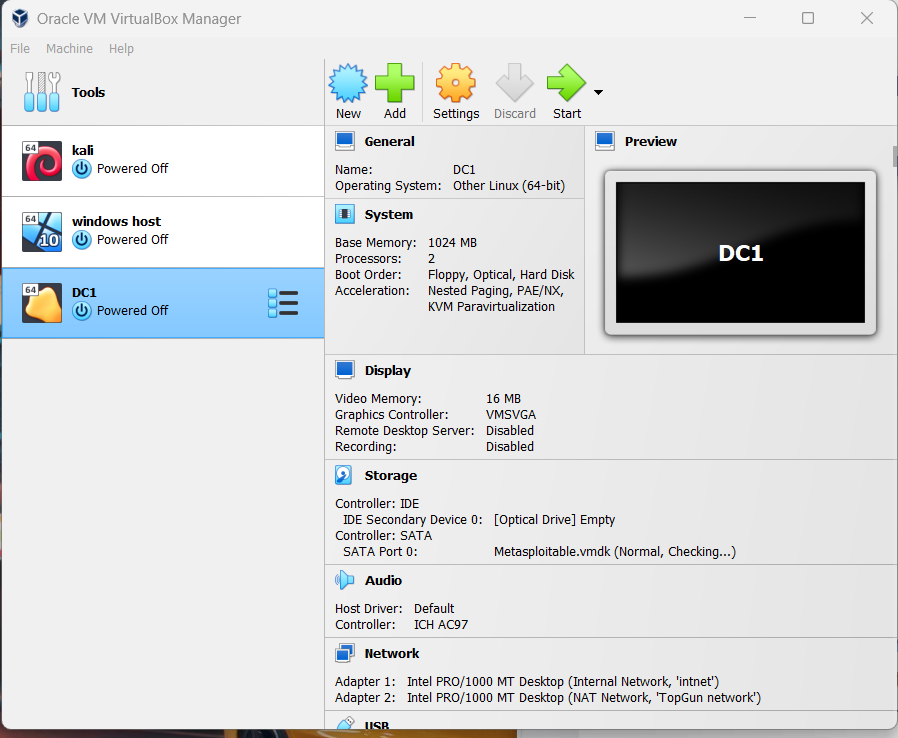 Oracle VM VirtualBox Manager
File Machine Help
Tools
New Add Settings Discard Start
64
kali
Powered Off
64
10
windows host
Powered Off
64
DC1
Powered Off
General
Name: DC1
Operating System: Other Linux (64-bit)
System
Base Memory: 1024 MB
Processors: 2
Boot Order: Floppy, Optical, Hard Disk
Acceleration: Nested Paging, PAE/NX,
KVM Paravirtualization
Preview
DC1
Display
Video Memory: 16 MB
Graphics Controller: VMSVGA
Remote Desktop Server: Disabled
Recording: Disabled
Storage
Controller: IDE
IDE Secondary Device 0: [Optical Drive] Empty
Controller: SATA
SATA Port 0: Metasploitable.vmdk (Normal, Checking...)
Audio
Host Driver: Default
Controller: ICH AC97
Network
Adapter 1: Intel PRO/1000 MT Desktop (Internal Network, 'intnet')
Adapter 2: Intel PRO/1000 MT Desktop (NAT Network, 'TopGun network')
USB